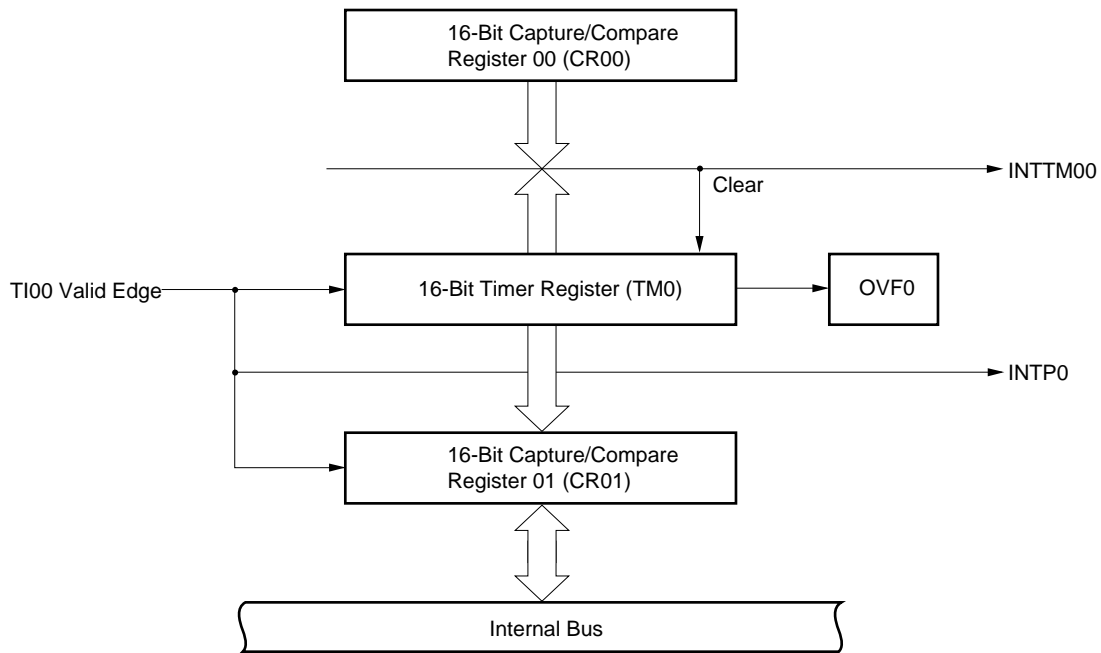 16-Bit Capture/Compare
Register 00 (CR00)
INTTM00
Clear
TI00 Valid Edge
16-Bit Timer Register (TM0)
OVF0
INTP0
16-Bit Capture/Compare
Register 01 (CR01)
Internal Bus